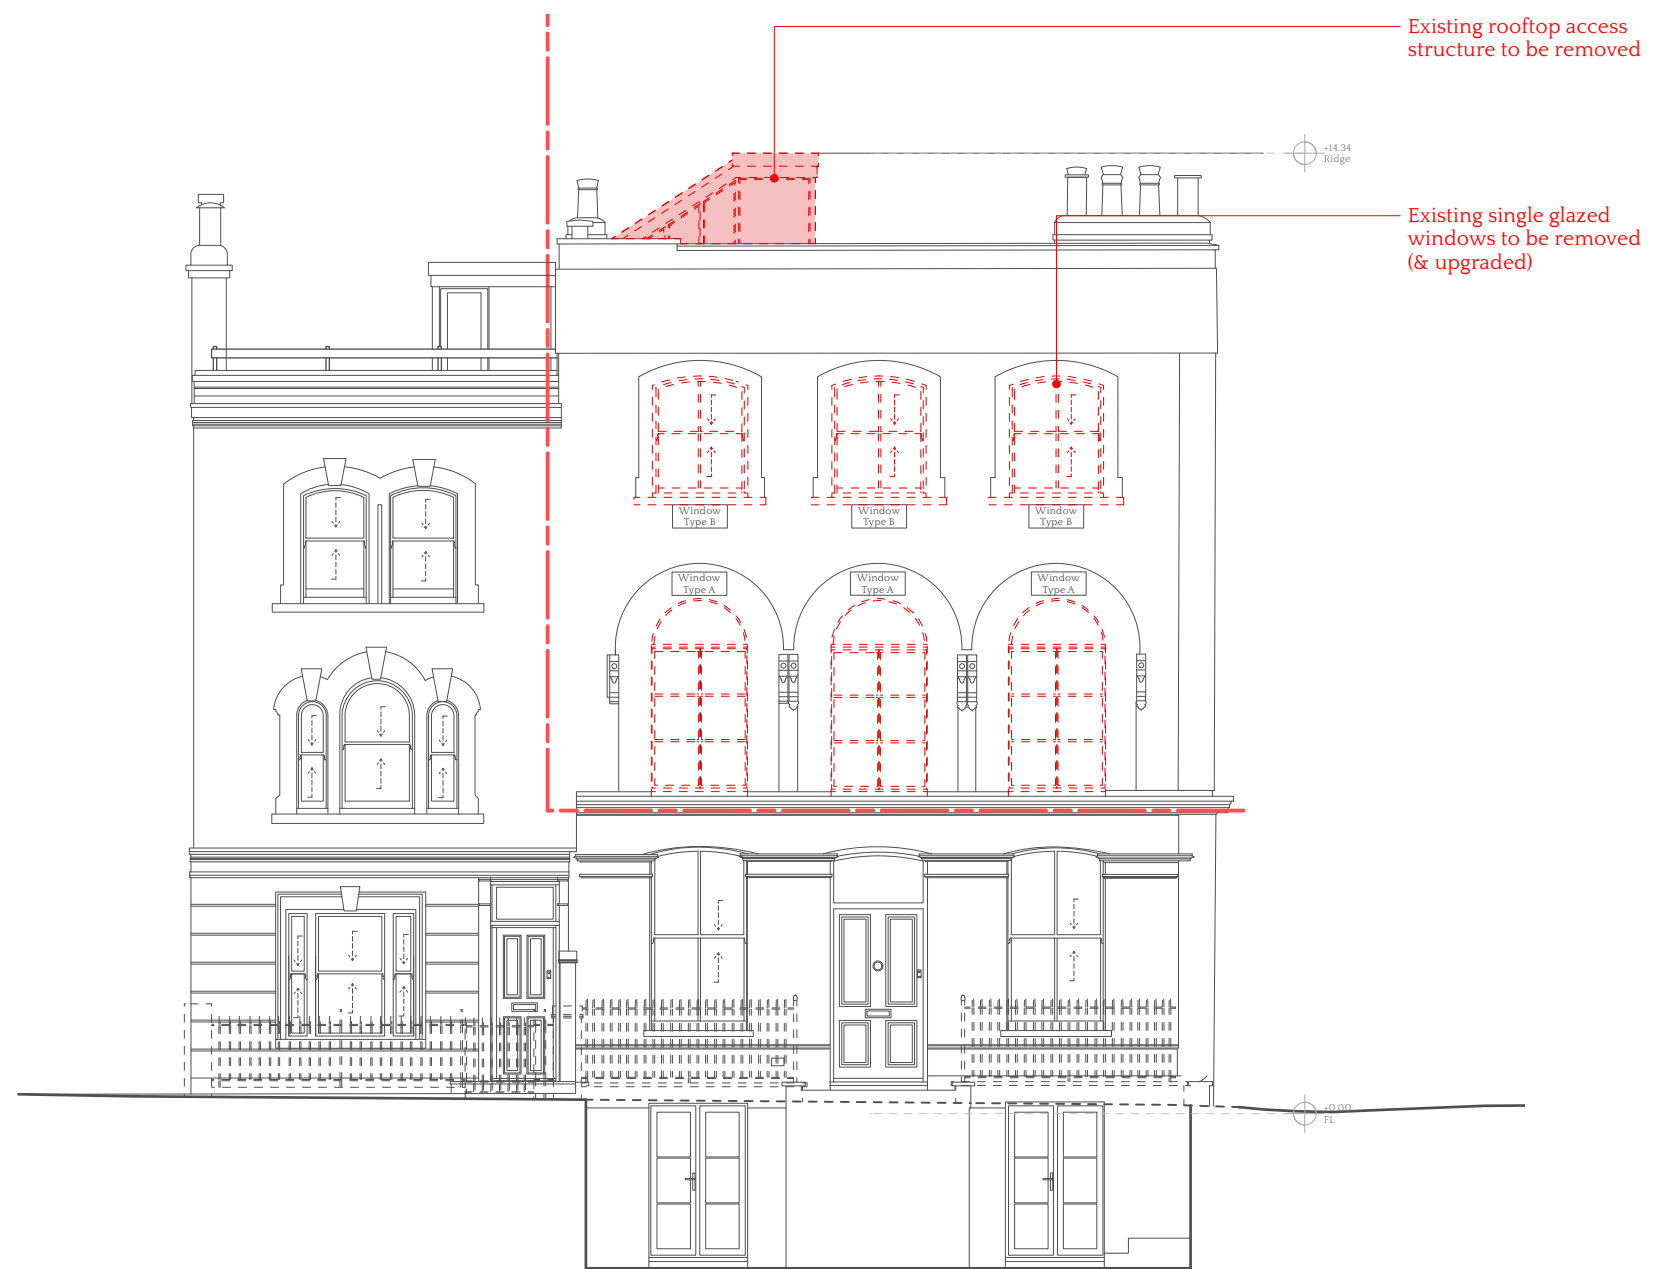 Existing rooftop access
structure to be removed
+14.34
Ridge
Existing single glazed
windows to be removed
(& upgraded)
Window
Type B
Window
Type B
Window
Type B
Window
Type A
Window
Type A
Window
Type A
+0.00
FL